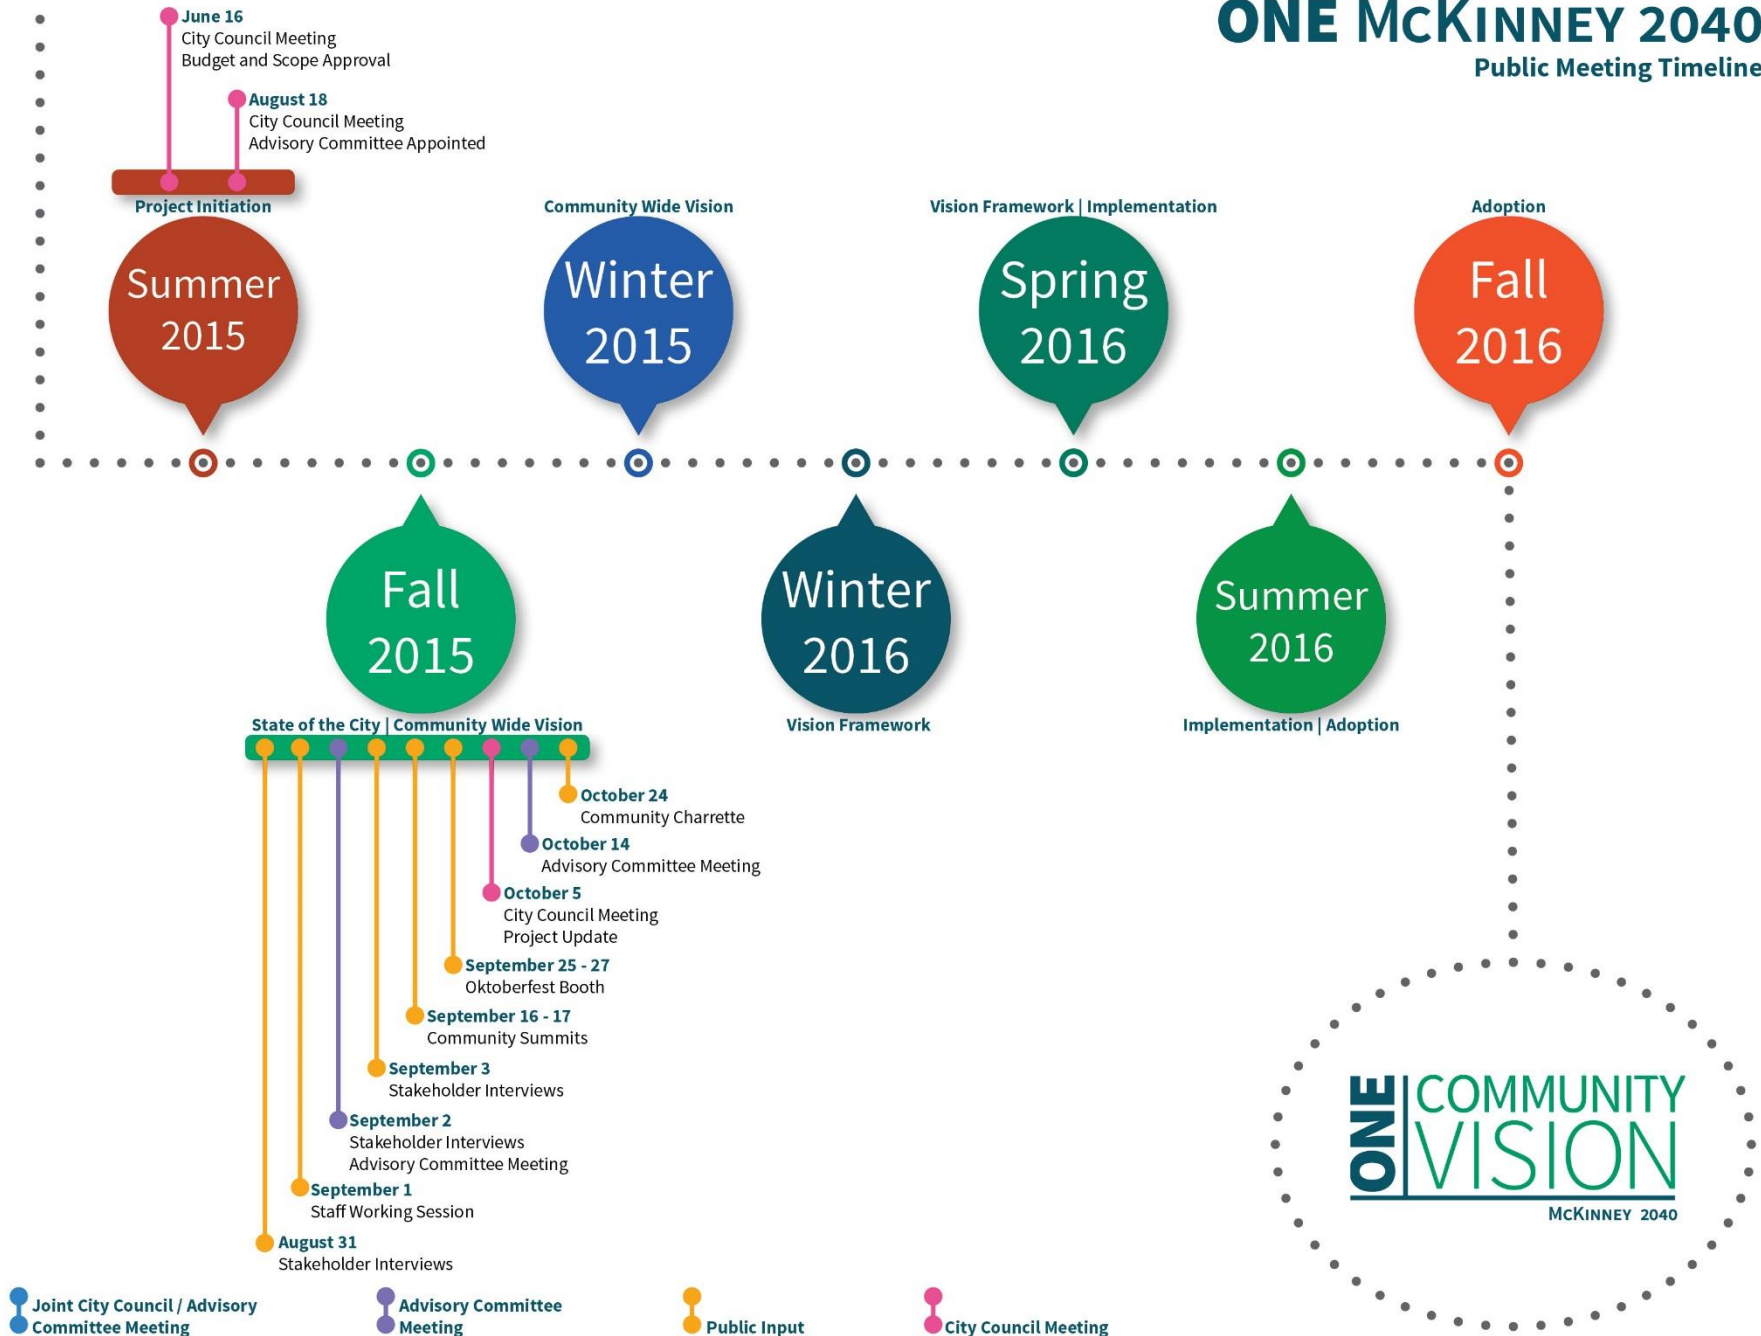 ONE MCKINNEY 2040
Public Meeting Timeline
June 16
City Council Meeting
Budget and Scope Approval
August 18
City Council Meeting
Advisory Committee Appointed
Project Initiation
Community Wide Vision
Vision Framework | Implementation
Adoption
Summer
2015
Winter
2015
Spring
2016
Fall
2016
Fall
2015
Winter
2016
Summer
2016
State of the City | Community Wide Vision
Vision Framework
Implementation | Adoption
October 24
Community Charrette
October 14
Advisory Committee Meeting
October 5
City Council Meeting
Project Update
September 25 - 27
Oktoberfest Booth
September 16 - 17
Community Summits
September 3
Stakeholder Interviews
September 2
Stakeholder Interviews
Advisory Committee Meeting
September 1
Staff Working Session
August 31
Stakeholder Interviews
ONE
COMMUNITY
VISION
MCKINNEY 2040
Joint City Council / Advisory
Committee Meeting
Advisory Committee
Meeting
Public Input
City Council Meeting